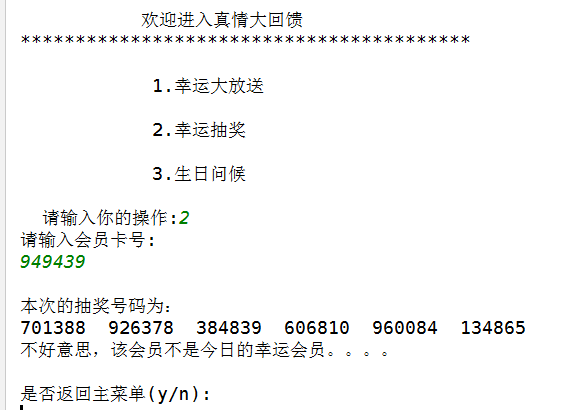 欢迎进入真情大回馈
*****************************************
1.幸运大放送
2.幸运抽奖
3.生日问候
请输入你的操作:2
请输入会员卡号:
949439
本次的抽奖号码为:
701388 926378 384839 606810 960084 134865
不好意思，该会员不是今日的幸运会员。。。。
是否返回主菜单(y/n):